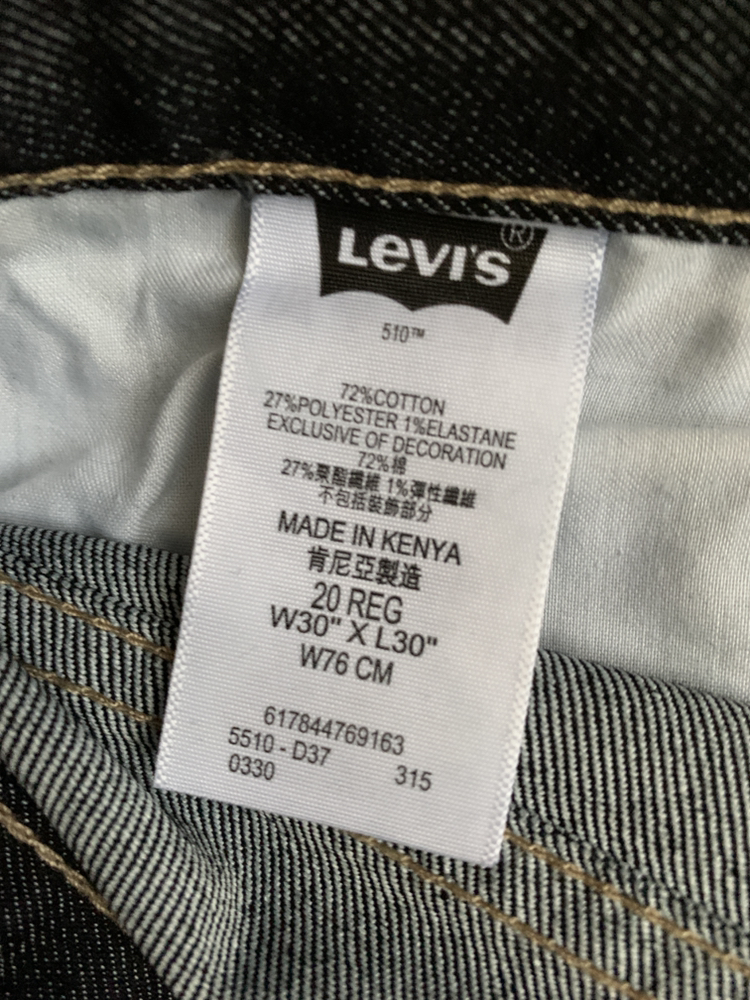 LEVI'S®
510™
72%COTTON
27%POLYESTER 1%ELASTANE
EXCLUSIVE OF DECORATION
72%棉
27%聚酯纖維 1%彈性纖維
不包括裝飾部分
MADE IN KENYA
肯尼亞製造
20 REG
W30" X L30"
W76 CM
617844769163
5510 - D37
0330 315